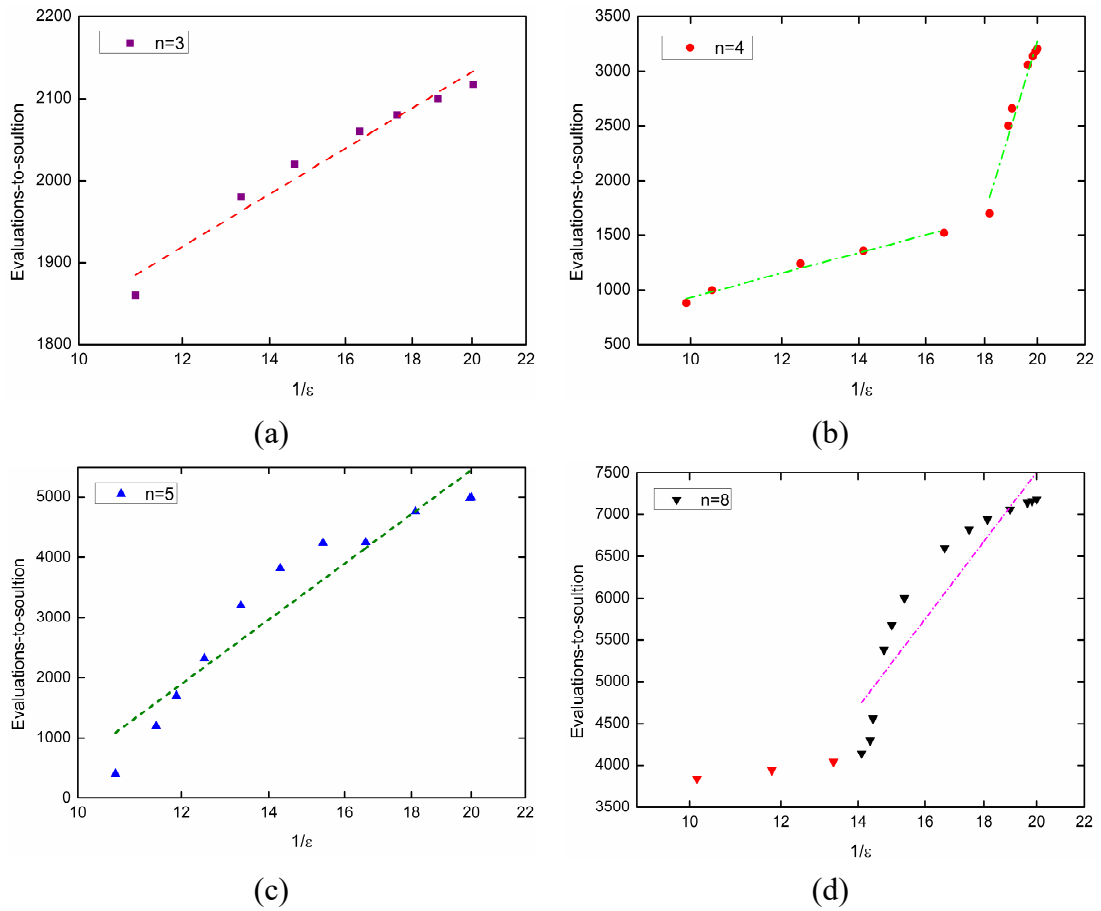 2200
2100
2000
1900
1800
Evaluations-to-soultion
n=3
10 12 14 16 18 20 22
1/ε
(a)
3500
3000
2500
2000
1500
1000
500
Evaluations-to-soultion
n=4
10 12 14 16 18 20 22
1/ε
(b)
5000
4000
3000
2000
1000
0
Evaluations-to-soultion
n=5
10 12 14 16 18 20 22
1/ε
(c)
7500
7000
6500
6000
5500
5000
4500
4000
3500
Evaluations-to-soultion
n=8
10 12 14 16 18 20 22
1/ε
(d)